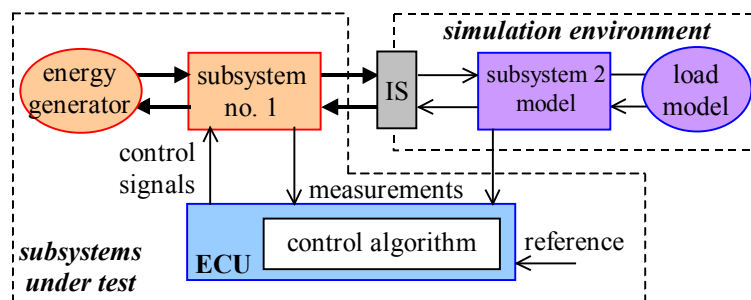 simulation environment
energy
generator
subsystem
no. 1
IS
subsystem 2
model
load
model
control
signals
measurements
ECU
control algorithm
reference
subsystems
under test